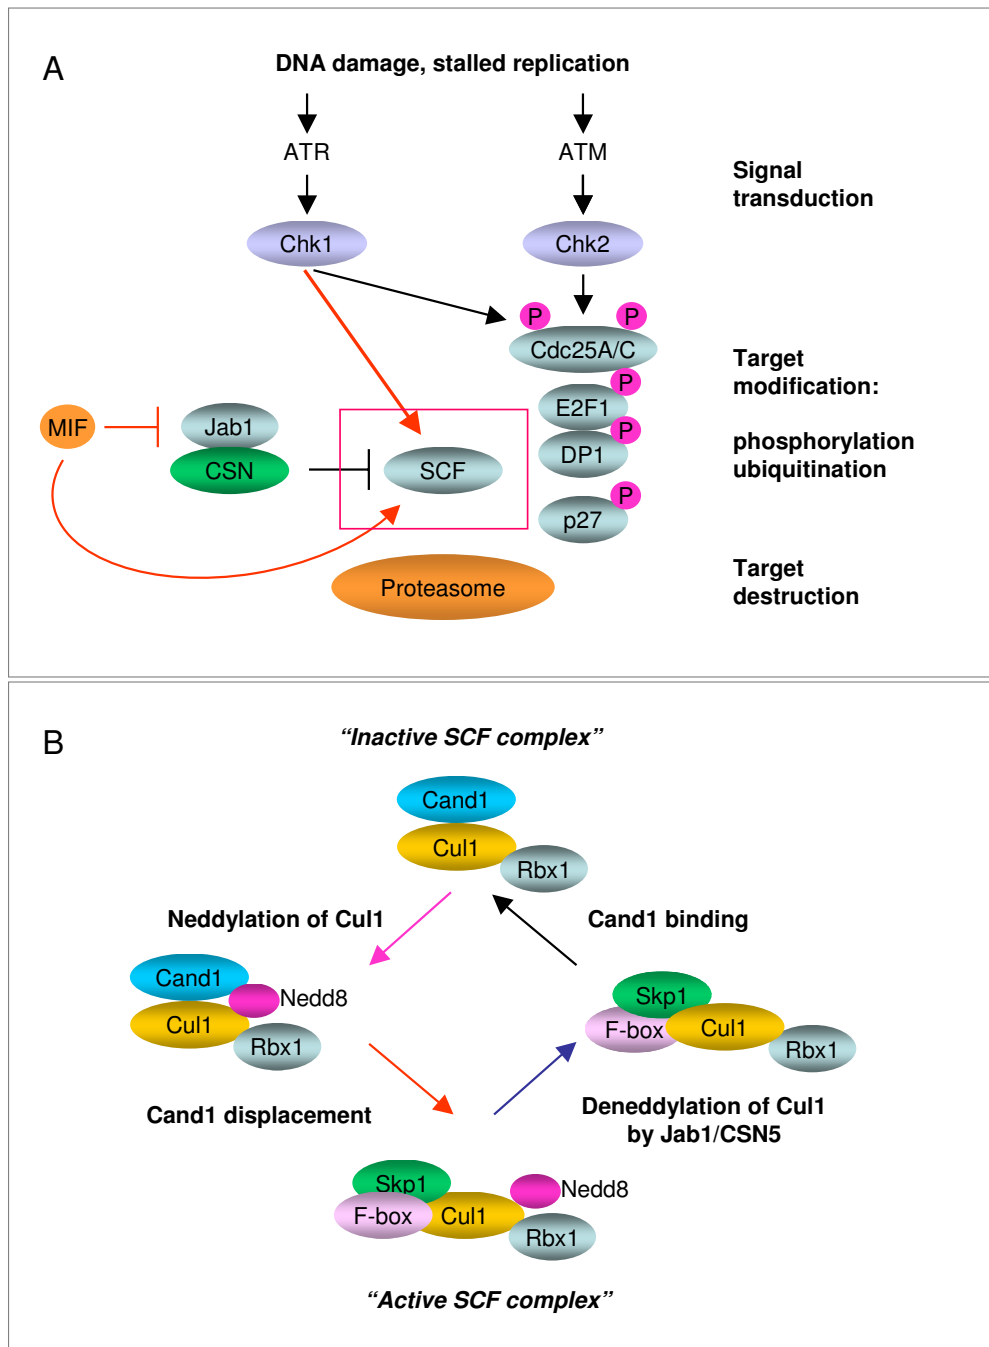 A
DNA damage, stalled replication
ATR
ATM
Signal
transduction
Chk1
Chk2
P
P
Cdc25A/C
Target
modification:
P
E2F1
MIF
Jab1
P
phosphorylation
ubiquitination
CSN
SCF
DP1
P
p27
Proteasome
Target
destruction
B
“Inactive SCF complex”
Cand1
Cul1
Rbx1
Neddylation of Cul1
Cand1 binding
Cand1
Nedd8
Cul1
Rbx1
Skp1
F-box
Cul1
Rbx1
Cand1 displacement
Deneddylation of Cul1
by Jab1/CSN5
Skp1
Nedd8
F-box
Cul1
Rbx1
“Active SCF complex”